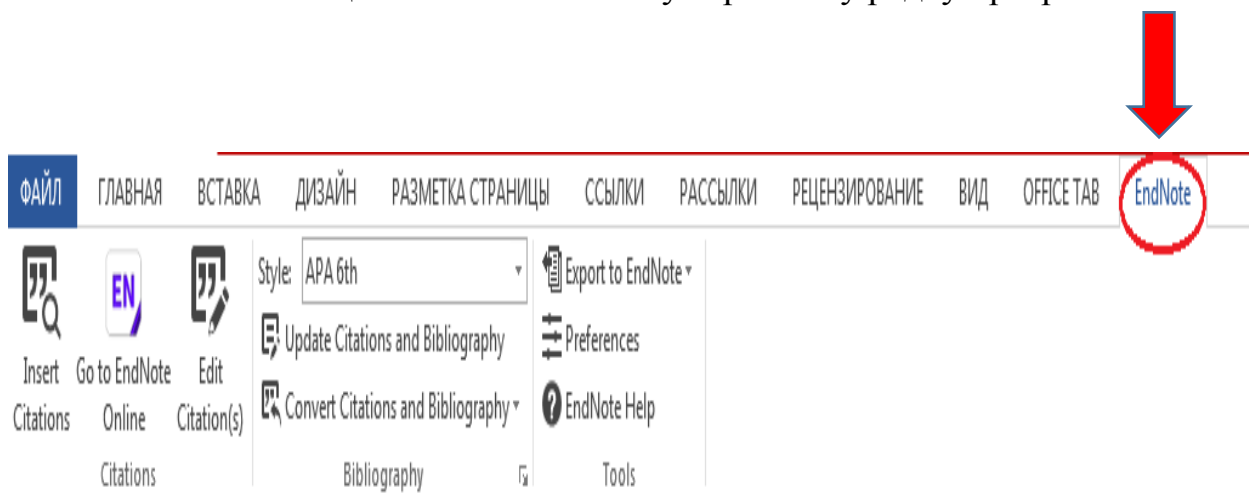 ФАЙЛ ГЛАВНАЯ ВСТАВКА ДИЗАЙН РАЗМЕТКА СТРАНИЦЫ ССЫЛКИ РАССЫЛКИ РЕЦЕНЗИРОВАНИЕ ВИД OFFICE TAB EndNote
Insert Citations
EN
Go to EndNote Online
Edit Citation(s)
Citations
Style: APA 6th
Update Citations and Bibliography
Convert Citations and Bibliography
Bibliography
Export to EndNote
Preferences
EndNote Help
Tools